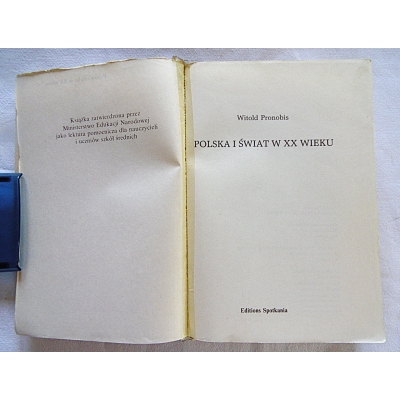 Książka zatwierdzona przez
Ministerstwo Edukacji Narodowej
jako lektura pomocnicza dla nauczycieli
i uczniów szkół średnich
Witold Pronobis
POLSKA I ŚWIAT W XX WIEKU
Editions Spotkania